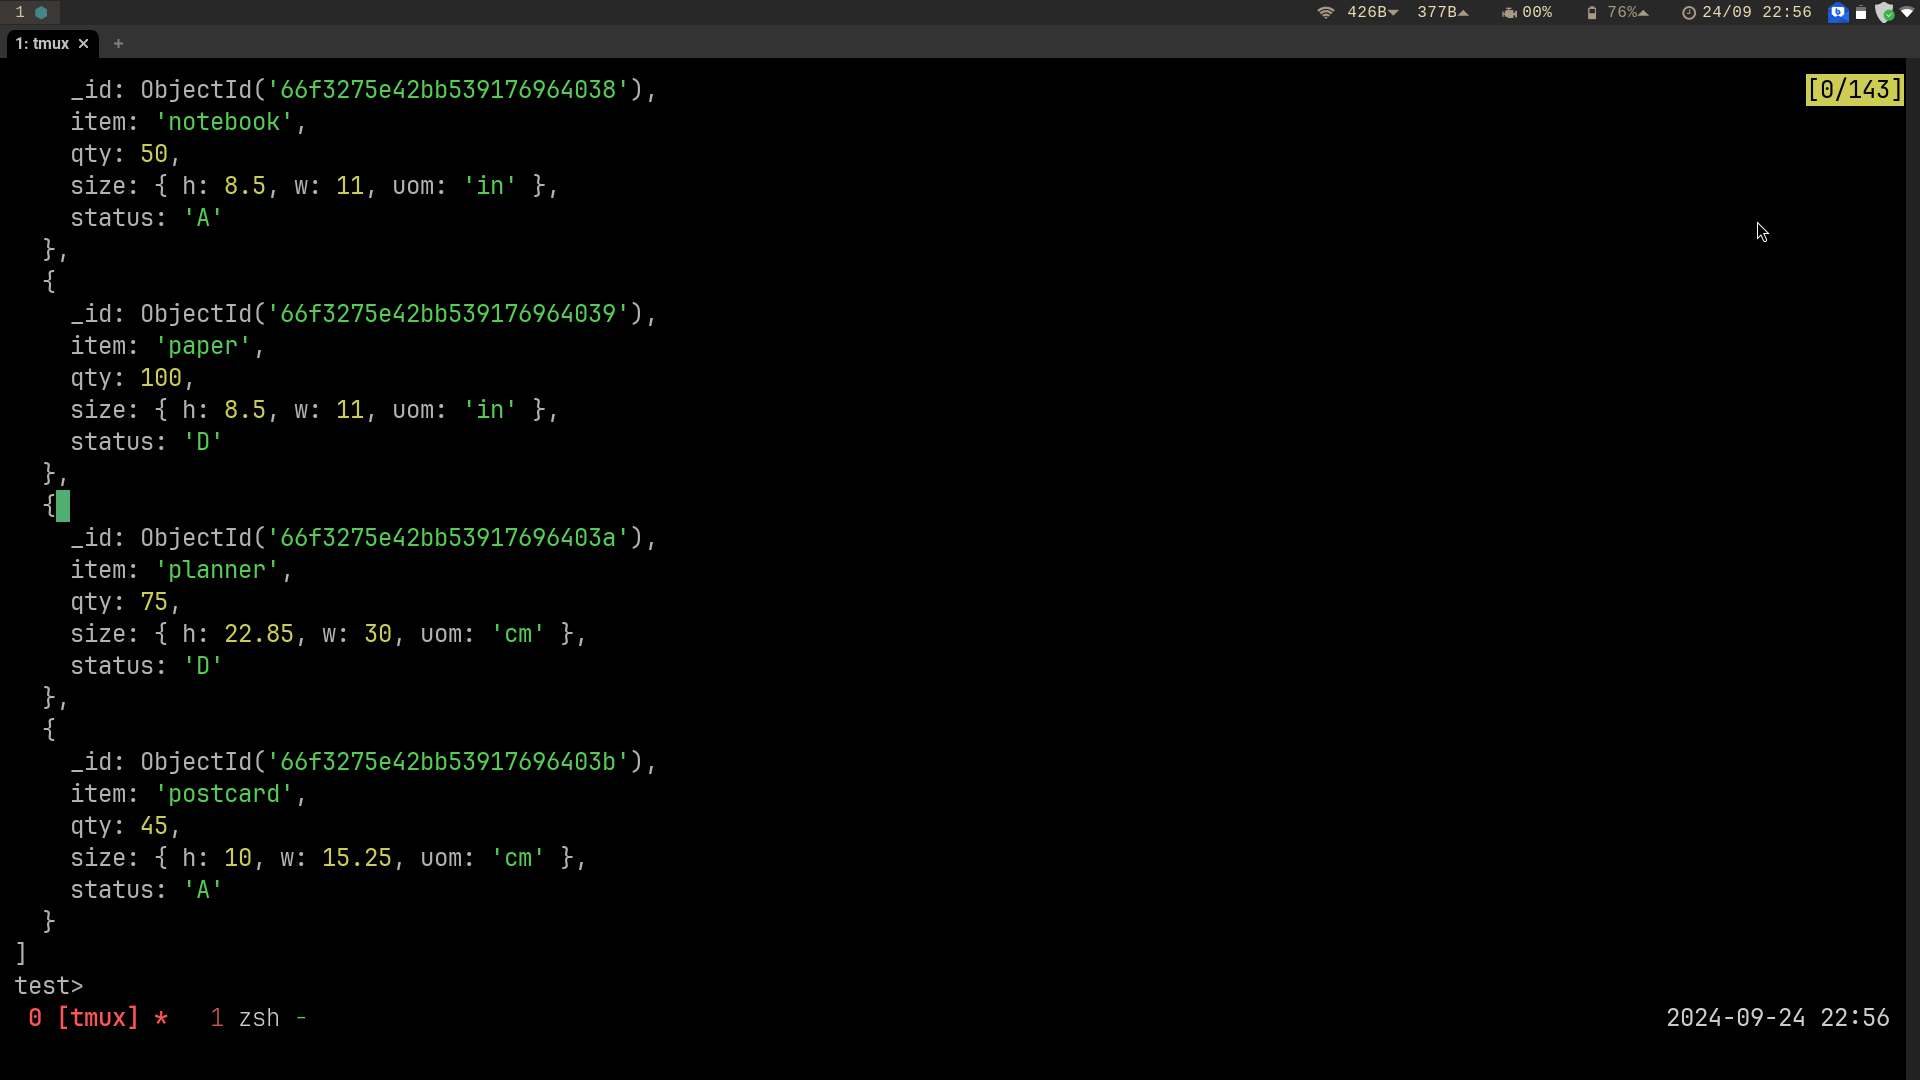 1 426B 377B 00% 76% 24/09 22:56
1: tmux × +
_id: ObjectId('66f3275e42bb539176964038'), [0/143]
item: 'notebook',
qty: 50,
size: { h: 8.5, w: 11, uom: 'in' },
status: 'A'
},
{
_id: ObjectId('66f3275e42bb539176964039'),
item: 'paper',
qty: 100,
size: { h: 8.5, w: 11, uom: 'in' },
status: 'D'
},
{
_id: ObjectId('66f3275e42bb53917696403a'),
item: 'planner',
qty: 75,
size: { h: 22.85, w: 30, uom: 'cm' },
status: 'D'
},
{
_id: ObjectId('66f3275e42bb53917696403b'),
item: 'postcard',
qty: 45,
size: { h: 10, w: 15.25, uom: 'cm' },
status: 'A'
}
]
test>
0 [tmux] * 1 zsh - 2024-09-24 22:56